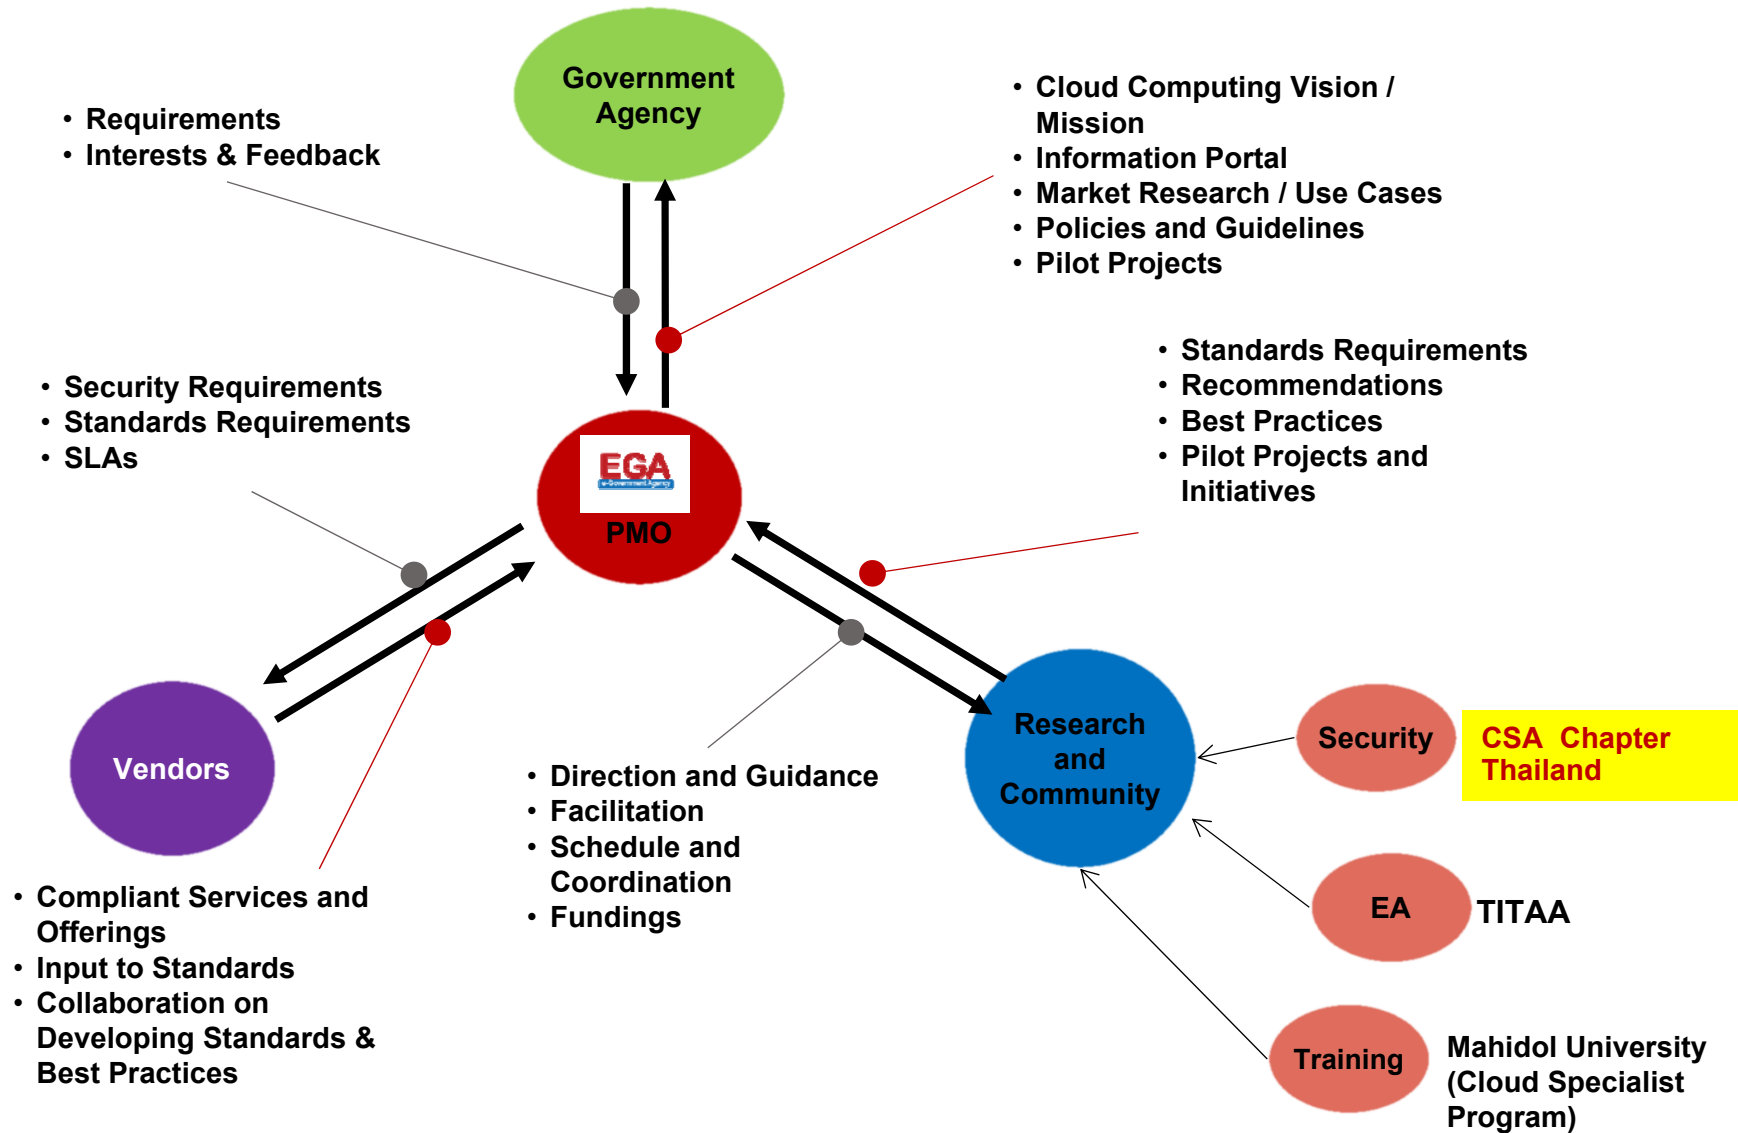 Government
Agency
• Requirements
• Interests & Feedback
• Cloud Computing Vision /
Mission
• Information Portal
• Market Research / Use Cases
• Policies and Guidelines
• Pilot Projects
• Security Requirements
• Standards Requirements
• SLAs
• Standards Requirements
• Recommendations
• Best Practices
• Pilot Projects and
Initiatives
EGA
e-Government Agency
PMO
Vendors
Research
and
Community
• Compliant Services and
Offerings
• Input to Standards
• Collaboration on
Developing Standards &
Best Practices
• Direction and Guidance
• Facilitation
• Schedule and
Coordination
• Fundings
Security
CSA Chapter
Thailand
EA
TITAA
Training
Mahidol University
(Cloud Specialist
Program)